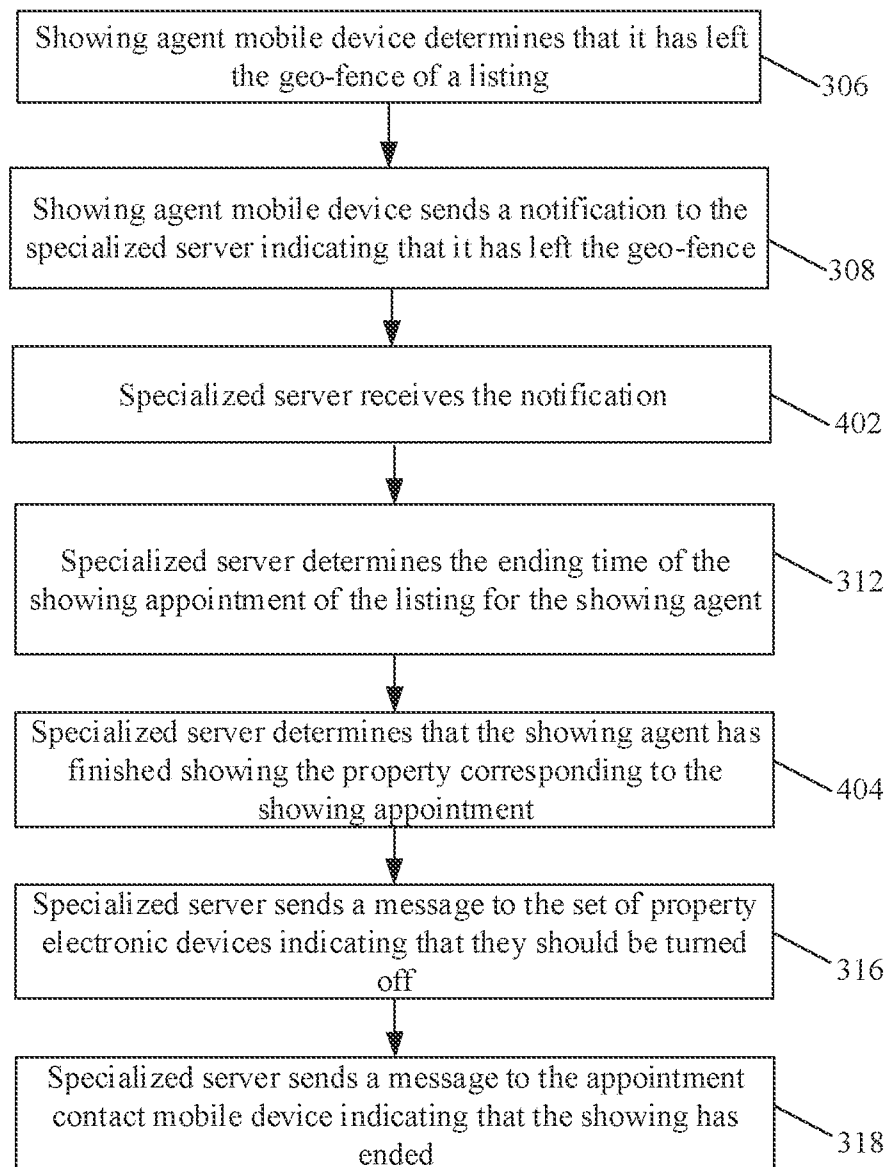 Showing agent mobile device determines that it has left
the geo-fence of a listing
306
Showing agent mobile device sends a notification to the
specialized server indicating that it has left the geo-fence
308
Specialized server receives the notification
402
Specialized server determines the ending time of the
showing appointment of the listing for the showing agent
312
Specialized server determines that the showing agent has
finished showing the property corresponding to the
showing appointment
404
Specialized server sends a message to the set of property
electronic devices indicating that they should be turned
off
316
Specialized server sends a message to the appointment
contact mobile device indicating that the showing has
ended
318